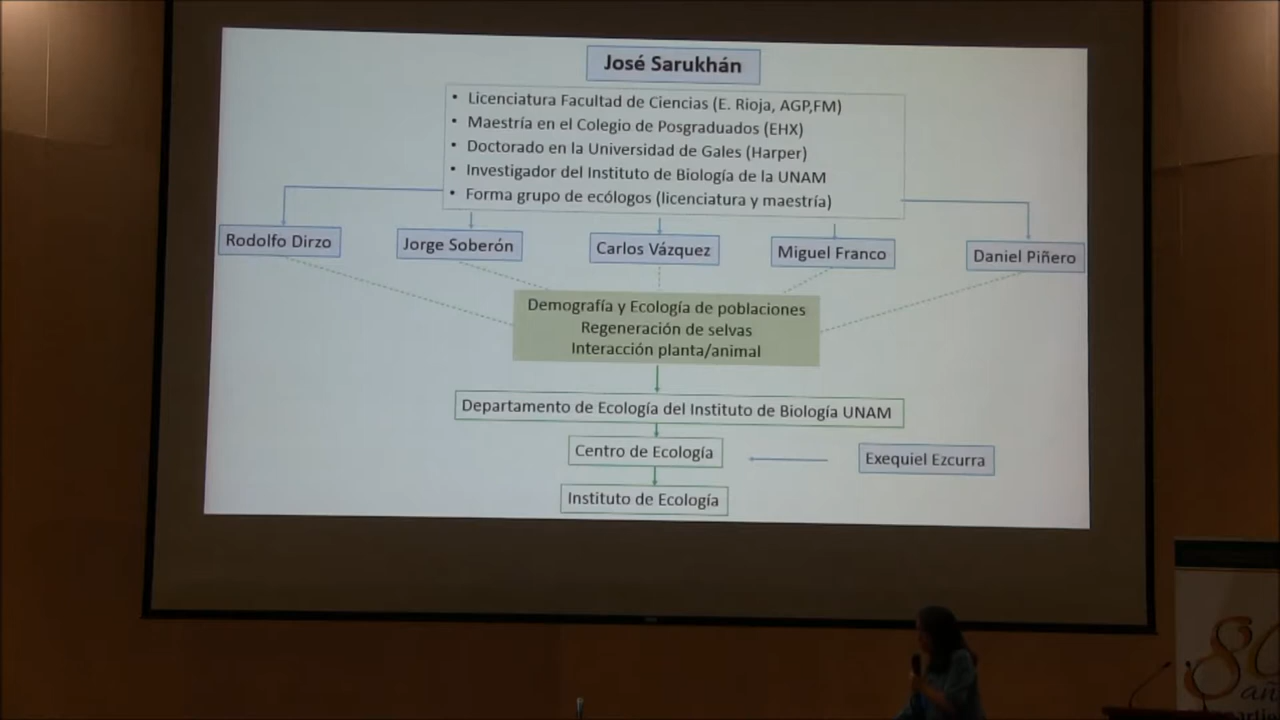 José Sarukhán
• Licenciatura Facultad de Ciencias (E. Rioja, AGP,FM)
• Maestría en el Colegio de Posgraduados (EHX)
• Doctorado en la Universidad de Gales (Harper)
• Investigador del Instituto de Biología de la UNAM
• Forma grupo de ecólogos (licenciatura y maestría)
Rodolfo Dirzo
Jorge Soberón
Carlos Vázquez
Miguel Franco
Daniel Piñero
Demografía y Ecología de poblaciones
Regeneración de selvas
Interacción planta/animal
Departamento de Ecología del Instituto de Biología UNAM
Centro de Ecología
Exequiel Ezcurra
Instituto de Ecología